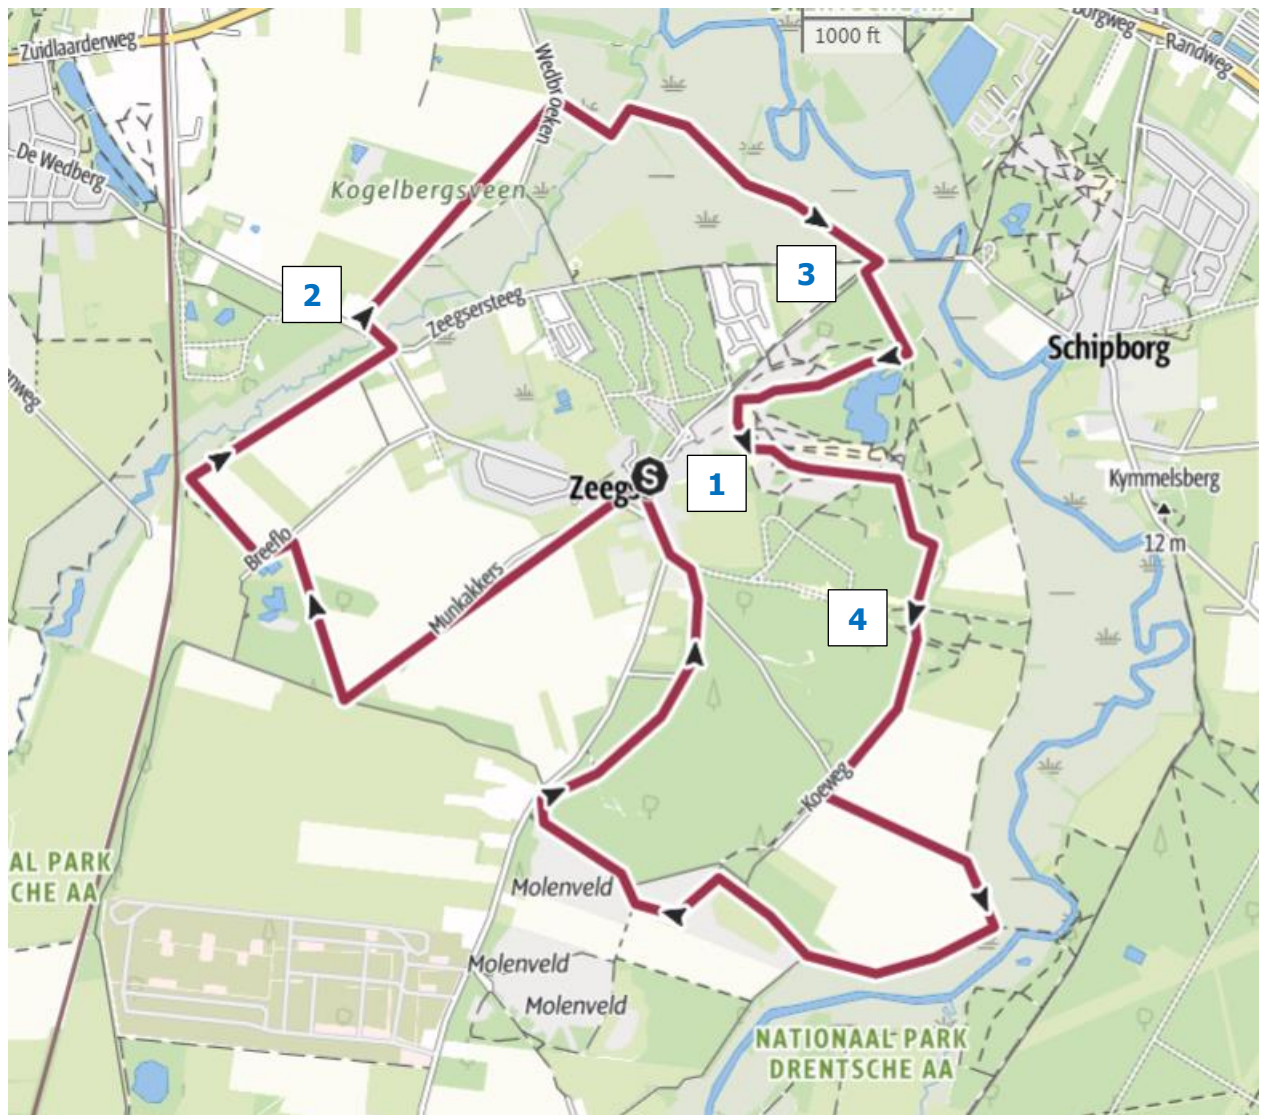 1000 ft
Borgweg
Randweg
Zuidlaarderweg
Wedbroeken
De Wedberg
Kogelbergsveen
2
3
Zeegsersteeg
Schipborg
1
S
Zeegs
Kymmelsberg
12 m
Breeflo
Munkakkers
4
Koeweg
AL PARK
CHE AA
Molenveld
Molenveld
Molenveld
NATIONAAL PARK
DRENTSCHE AA